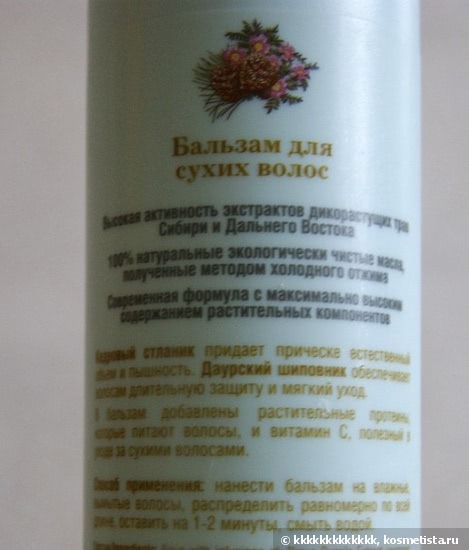 Бальзам для
сухих волос
Высокая активность экстрактов дикорастущих трав
Сибири и Дальнего Востока
100% натуральные экологически чистые масла,
полученные методом холодного отжима
Современная формула с максимально высоким
содержанием растительных компонентов
Кедровый стланик придает прическе естественный
объем и пышность. Даурский шиповник обеспечивает
волосам длительную защиту и мягкий уход.
В бальзам добавлены растительные протеины,
которые питают волосы, и витамин С, полезный в
уходе за сухими волосами.
Способ применения: нанести бальзам на влажные,
вымытые волосы, распределить равномерно по всей
длине, оставить на 1-2 минуты, смыть водой.
© kkkkkkkkkkkkk, kosmetista.ru